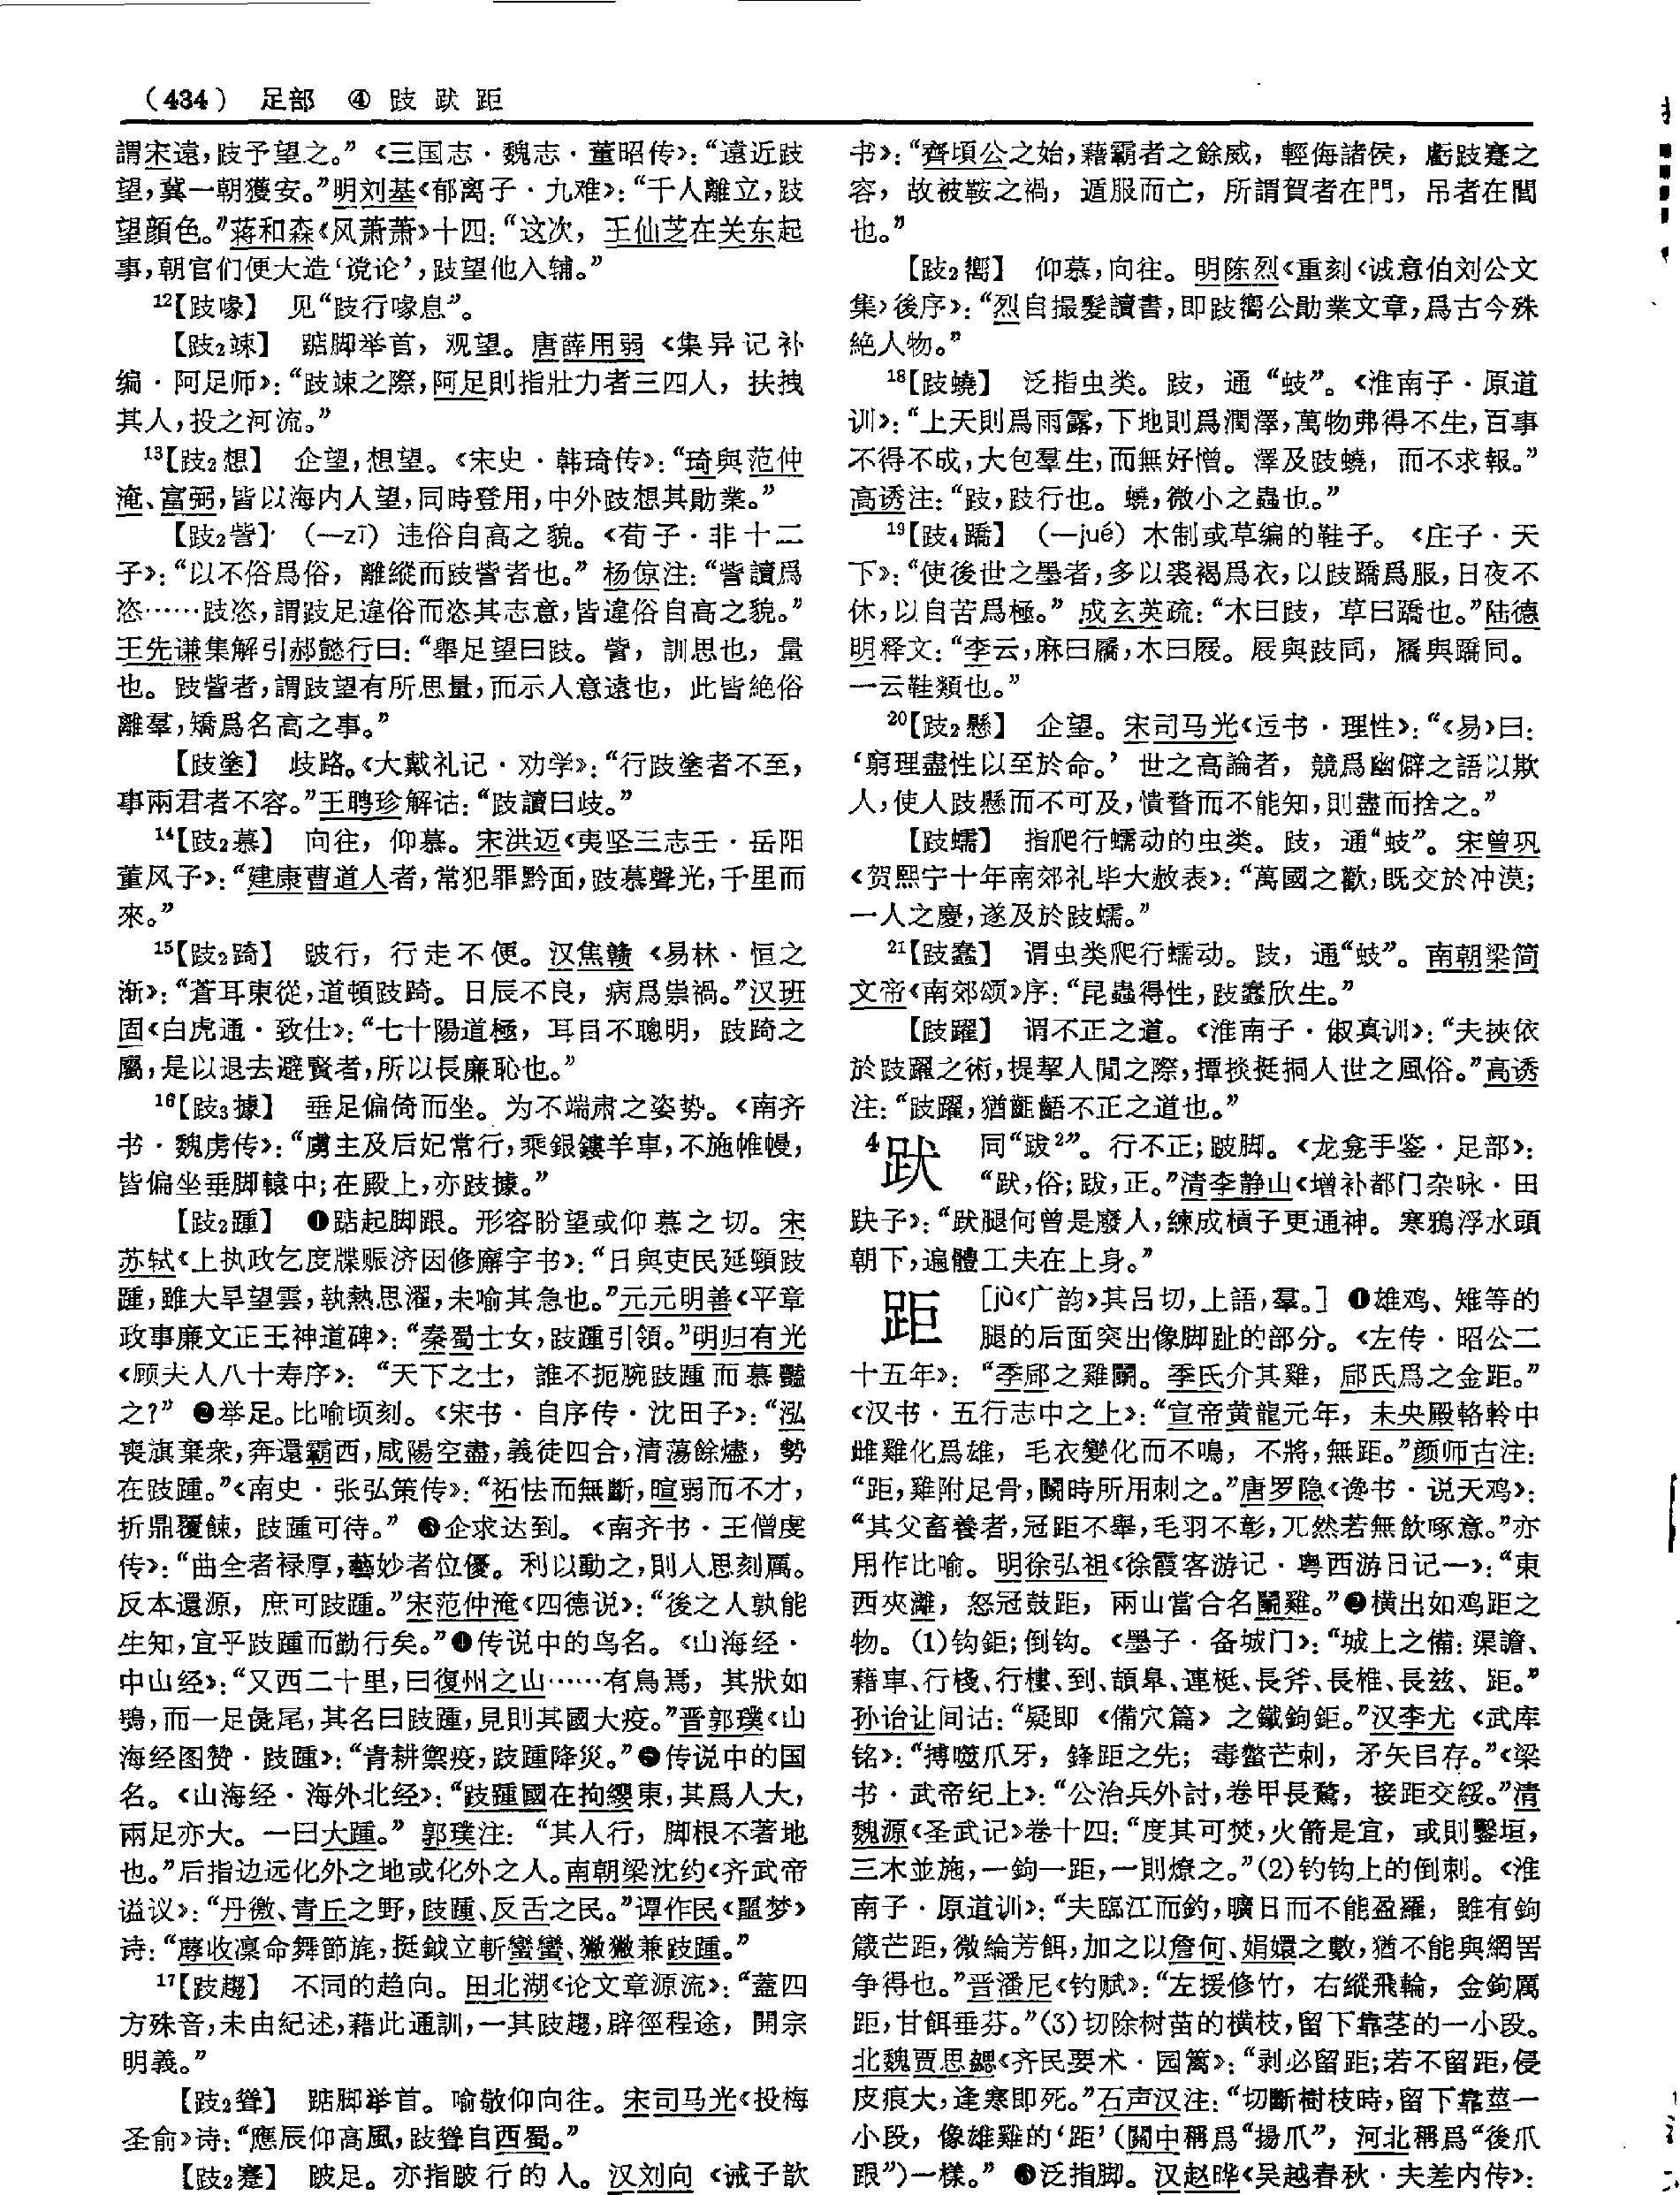 (434) 足部 ④ 跂 趹 距
謂宋遠，跂予望之。”《三国志·魏志·董昭传》：“遠近跂
望，冀一朝獲安。”明刘基《郁离子·九难》：“千人離立，跂
望顔色。”蒋和森《风萧萧》十四：“这次，王仙芝在关东起
事，朝官们便大造‘谠论’，跂望他入辅。”
12【跂喙】 见“跂行喙息”。
【跂2竦】 踮脚举首，观望。唐薛用弱《集异记补
编·阿足师》：“跂竦之際，阿足則指壯力者三四人，扶拽
其人，投之河流。”
13【跂2想】 企望，想望。《宋史·韩琦传》：“琦與范仲
淹、富弼，皆以海内人望，同時登用，中外跂想其勛業。”
【跂2訾】 （—zī）违俗自高之貌。《荀子·非十二
子》：“以不俗爲俗，離縱而跂訾者也。”杨倞注：“訾讀爲
恣……跂恣，謂跂足違俗而恣其志意，皆違俗自高之貌。”
王先谦集解引郝懿行曰：“舉足望曰跂。訾，訓思也，量
也。跂訾者，謂跂望有所思量，而示人意遠也，此皆絶俗
離羣，矯爲名高之事。”
【跂塗】 歧路。《大戴礼记·劝学》：“行跂塗者不至，
事兩君者不容。”王聘珍解诂：“跂讀曰歧。”
14【跂2慕】 向往，仰慕。宋洪迈《夷坚三志壬·岳阳
董风子》：“建康曹道人者，常犯罪黔面，跂慕聲光，千里而
來。”
15【跂2踦】 跛行，行走不便。汉焦赣《易林·恒之
渐》：“蒼耳東從，道頓跂踦。日辰不良，病爲祟禍。”汉班
固《白虎通·致仕》：“七十陽道極，耳目不聰明，跂踦之
屬，是以退去避賢者，所以長廉恥也。”
16【跂3據】 垂足偏倚而坐。为不端肃之姿势。《南齐
书·魏虏传》：“虜主及后妃常行，乘銀鏤羊車，不施帷幔，
皆偏坐垂脚轅中；在殿上，亦跂據。”
【跂2踵】 ❶踮起脚跟。形容盼望或仰慕之切。宋
苏轼《上执政乞度牒赈济因修廨宇书》：“日與吏民延頸跂
踵，雖大旱望雲，執熱思濯，未喻其急也。”元元明善《平章
政事廉文正王神道碑》：“秦蜀士女，跂踵引領。”明归有光
《顾夫人八十寿序》：“天下之士，誰不扼腕跂踵而慕豔
之？” ❷举足。比喻顷刻。《宋书·自序传·沈田子》：“泓
喪旗棄衆，奔還霸西，咸陽空盡，義徒四合，清蕩餘燼，勢
在跂踵。”《南史·张弘策传》：“祏怯而無斷，暄弱而不才，
折鼎覆餗，跂踵可待。” ❸企求达到。《南齐书·王僧虔
传》：“曲全者禄厚，藝妙者位優。利以動之，則人思刻厲。
反本還源，庶可跂踵。”宋范仲淹《四德说》：“後之人孰能
生知，宜乎跂踵而勤行矣。”❹传说中的鸟名。《山海经·
中山经》：“又西二十里，曰復州之山……有鳥焉，其狀如
鴞，而一足彘尾，其名曰跂踵，見則其國大疫。”晋郭璞《山
海经图赞·跂踵》：“青耕禦疫，跂踵降災。”❺传说中的国
名。《山海经·海外北经》：“跂踵國在拘纓東，其爲人大，
兩足亦大。一曰大踵。”郭璞注：“其人行，脚根不著地
也。”后指边远化外之地或化外之人。南朝梁沈约《齐武帝
谥议》：“丹徼、青丘之野，跂踵、反舌之民。”谭作民《噩梦》
诗：“蓐收凛命舞節旄，挺鉞立斬蠻蠻、獙獙兼跂踵。”
17【跂趨】 不同的趋向。田北湖《论文章源流》：“蓋四
方殊音，未由紀述，藉此通訓，一其跂趨，辟徑程途，開宗
明義。”
【跂2聳】 踮脚举首。喻敬仰向往。宋司马光《投梅
圣俞》诗：“應辰仰高風，跂聳自西蜀。”
【跂2蹇】 跛足。亦指跛行的人。汉刘向《诫子歆
书》：“齊頃公之始，藉霸者之餘威，輕侮諸侯，虧跂蹇之
容，故被鞍之禍，遁服而亡，所謂賀者在門，吊者在閭
也。”
【跂2嚮】 仰慕，向往。明陈烈《重刻〈诚意伯刘公文
集〉後序》：“烈自撮髮讀書，即跂嚮公勛業文章，爲古今殊
絶人物。”
18【跂蟯】 泛指虫类。跂，通“蚑”。《淮南子·原道
训》：“上天則爲雨露，下地則爲潤澤，萬物弗得不生，百事
不得不成，大包羣生，而無好憎。澤及跂蟯，而不求報。”
高诱注：“跂，跂行也。蟯，微小之蟲也。”
19【跂4蹻】 （—jué）木制或草编的鞋子。《庄子·天
下》：“使後世之墨者，多以裘褐爲衣，以跂蹻爲服，日夜不
休，以自苦爲極。”成玄英疏：“木曰跂，草曰蹻也。”陆德
明释文：“李云，麻曰屩，木曰屐。屐與跂同，屩與蹻同。
一云鞋類也。”
20【跂2懸】 企望。宋司马光《迂书·理性》：“《易》曰：
‘窮理盡性以至於命。’世之高論者，競爲幽僻之語以欺
人，使人跂懸而不可及，憒瞀而不能知，則盡而捨之。”
【跂蠕】 指爬行蠕动的虫类。跂，通“蚑”。宋曾巩
《贺熙宁十年南郊礼毕大赦表》：“萬國之歡，既交於冲漠；
一人之慶，遂及於跂蠕。”
21【跂蠢】 谓虫类爬行蠕动。跂，通“蚑”。南朝梁简
文帝《南郊颂》序：“昆蟲得性，跂蠢欣生。”
【跂躍】 谓不正之道。《淮南子·俶真训》：“夫挾依
於跂躍之術，提挈人間之際，撢掞挺挏人世之風俗。”高诱
注：“跂躍，猶齟齬不正之道也。”
4趹 同“跋2”。行不正；跛脚。《龙龛手鉴·足部》：
“趹，俗；跋，正。”清李静山《增补都门杂咏·田
趹子》：“趹腿何曾是廢人，練成槓子更通神。寒鴉浮水頭
朝下，遍體工夫在上身。”
距 [jù《广韵》其吕切，上語，羣。] ❶雄鸡、雉等的
腿的后面突出像脚趾的部分。《左传·昭公二
十五年》：“季郈之雞鬭。季氏介其雞，郈氏爲之金距。”
《汉书·五行志中之上》：“宣帝黄龍元年，未央殿輅軨中
雌雞化爲雄，毛衣變化而不鳴，不將，無距。”颜师古注：
“距，雞附足骨，鬭時所用刺之。”唐罗隐《谗书·说天鸡》：
“其父畜養者，冠距不舉，毛羽不彰，兀然若無飲啄意。”亦
用作比喻。明徐弘祖《徐霞客游记·粤西游日记一》：“東
西夾灘，怒冠鼓距，兩山當合名鬭雞。”❷横出如鸡距之
物。(1)钩鉅；倒钩。《墨子·备城门》：“城上之備：渠譫、
藉車、行棧、行樓、到、頡皋、連梃、長斧、長椎、長兹、距。”
孙诒让间诂：“疑即《備穴篇》之鐵鉤鉅。”汉李尤《武库
铭》：“搏噬爪牙，鋒距之先；毒螫芒刺，矛矢㠯存。”《梁
书·武帝纪上》：“公治兵外討，卷甲長騖，接距交綏。”清
魏源《圣武记》卷十四：“度其可焚，火箭是宜，或則鑿垣，
三木並施，一鉤一距，一則燎之。”(2)钓钩上的倒刺。《淮
南子·原道训》：“夫臨江而釣，曠日而不能盈羅，雖有鉤
箴芒距，微綸芳餌，加之以詹何、娟嬛之數，猶不能與網罟
争得也。”晋潘尼《钓赋》：“左援修竹，右縱飛輪，金鉤厲
距，甘餌垂芬。”(3)切除树苗的横枝，留下靠茎的一小段。
北魏贾思勰《齐民要术·园篱》：“剥必留距；若不留距，侵
皮痕大，逢寒即死。”石声汉注：“切斷樹枝時，留下靠莖一
小段，像雄雞的‘距’（關中稱爲“揚爪”，河北稱爲“後爪
跟”）一樣。” ❸泛指脚。汉赵晔《吴越春秋·夫差内传》：